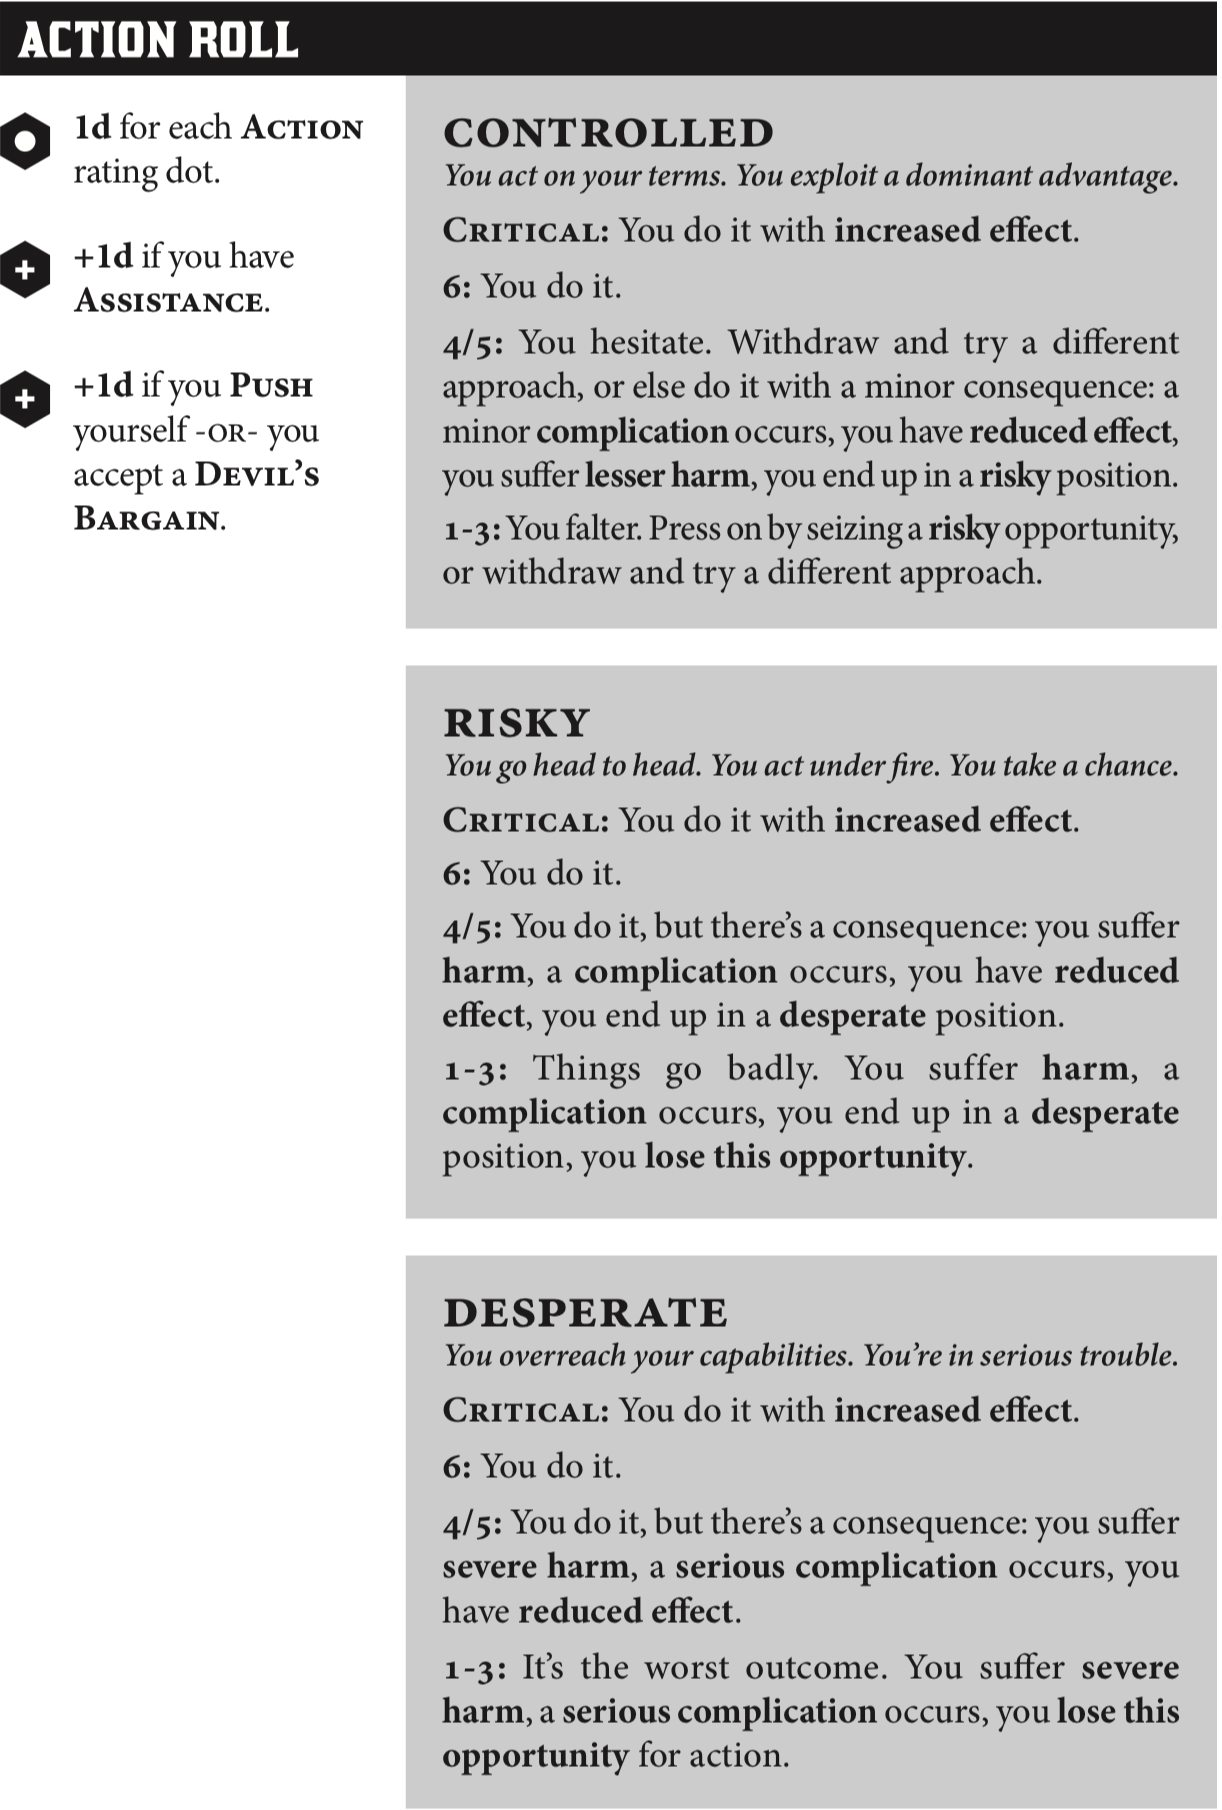 ACTION ROLL
1d for each ACTION
rating dot.
+1d if you have
ASSISTANCE.
+1d if you PUSH
yourself -OR- you
accept a DEVIL’S
BARGAIN.
CONTROLLED
You act on your terms. You exploit a dominant advantage.
CRITICAL: You do it with increased effect.
6: You do it.
4/5: You hesitate. Withdraw and try a different
approach, or else do it with a minor consequence: a
minor complication occurs, you have reduced effect,
you suffer lesser harm, you end up in a risky position.
1-3: You falter. Press on by seizing a risky opportunity,
or withdraw and try a different approach.
RISKY
You go head to head. You act under fire. You take a chance.
CRITICAL: You do it with increased effect.
6: You do it.
4/5: You do it, but there’s a consequence: you suffer
harm, a complication occurs, you have reduced
effect, you end up in a desperate position.
1-3: Things go badly. You suffer harm, a
complication occurs, you end up in a desperate
position, you lose this opportunity.
DESPERATE
You overreach your capabilities. You’re in serious trouble.
CRITICAL: You do it with increased effect.
6: You do it.
4/5: You do it, but there’s a consequence: you suffer
severe harm, a serious complication occurs, you
have reduced effect.
1-3: It’s the worst outcome. You suffer severe
harm, a serious complication occurs, you lose this
opportunity for action.